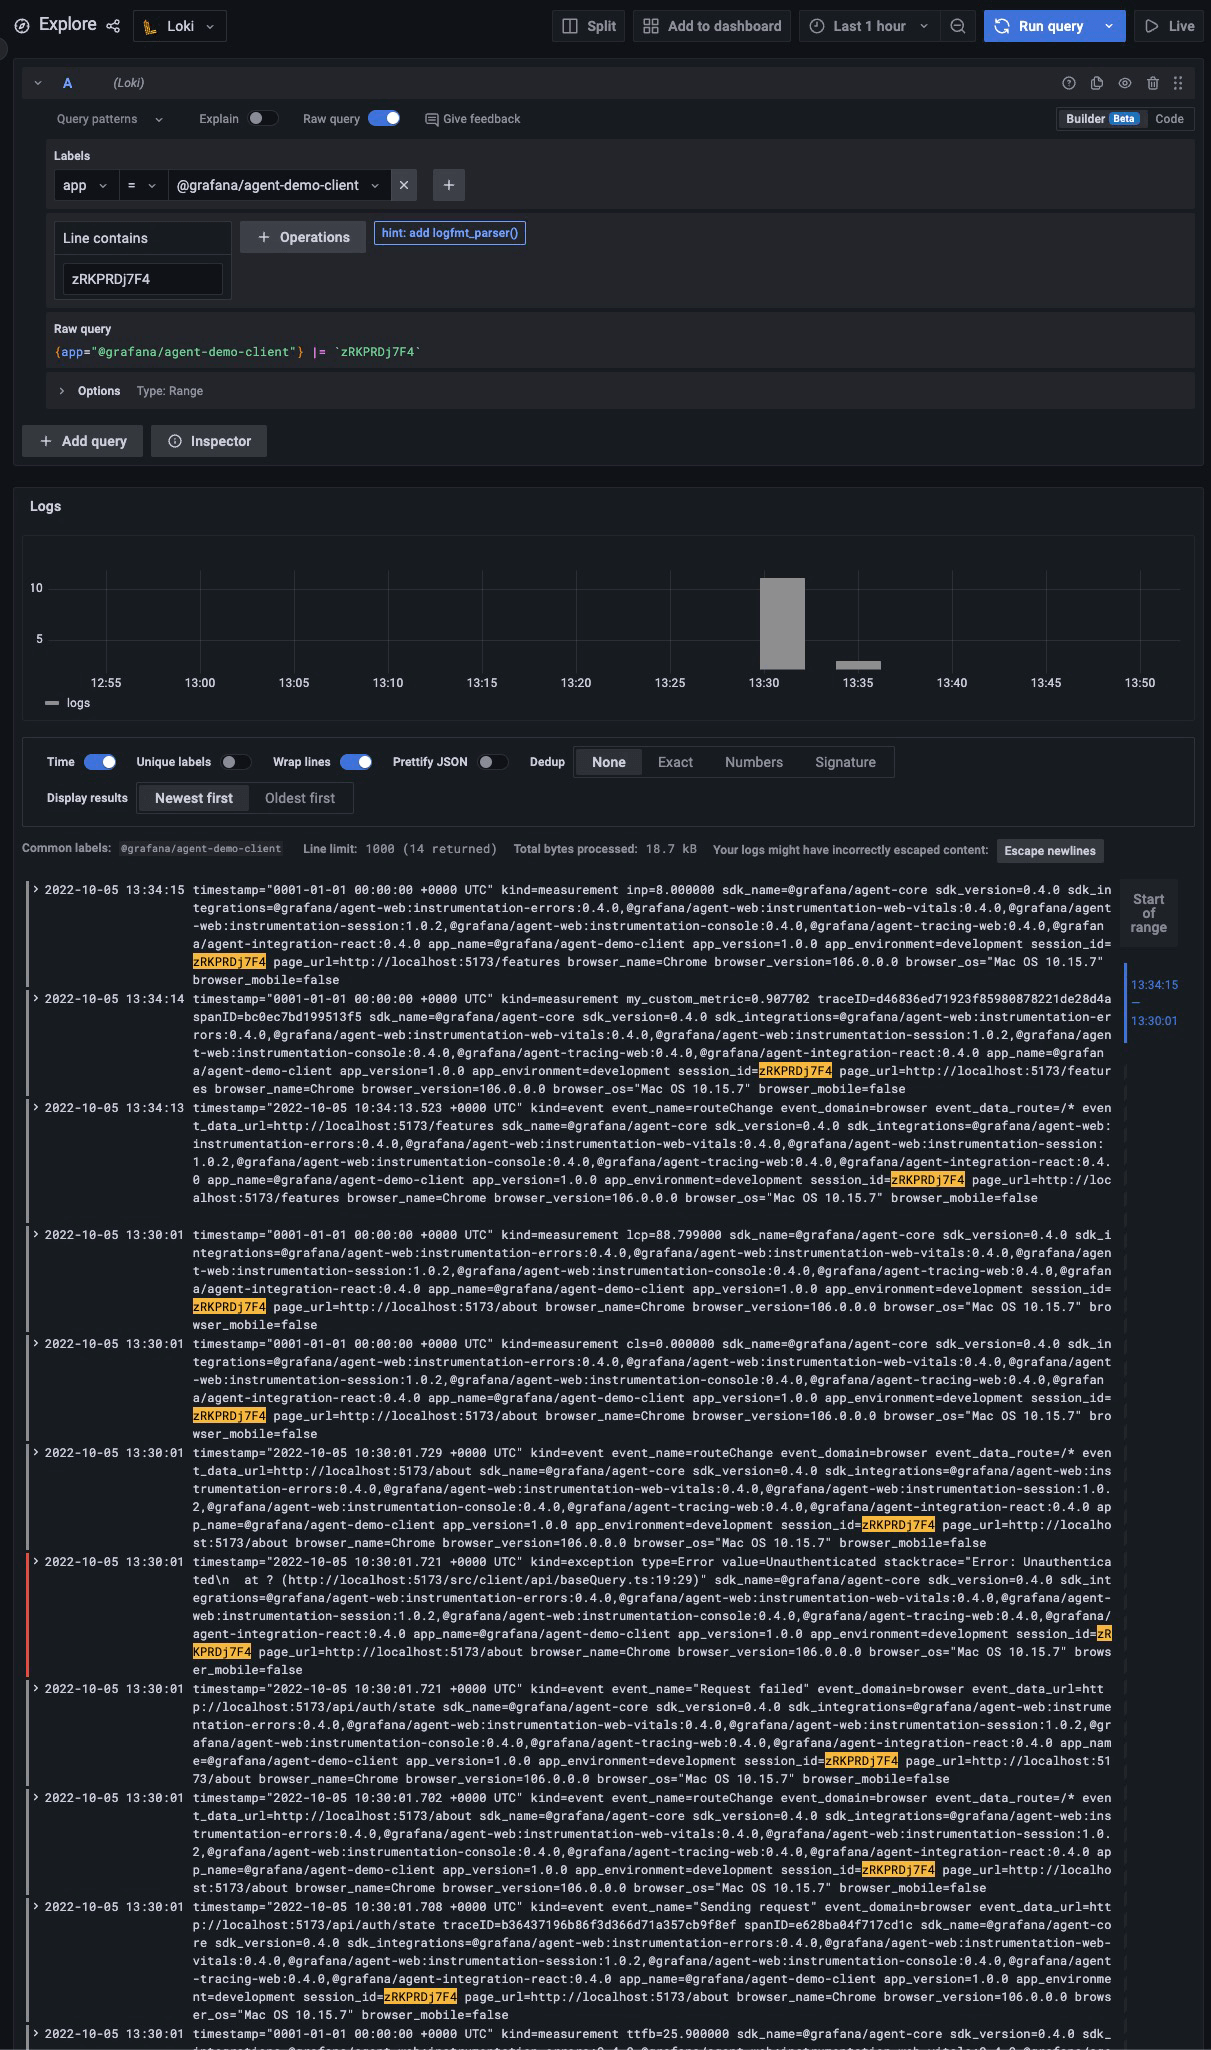 Explore Loki Split Add to dashboard Last 1 hour Run query Live
A (Loki)
Query patterns Explain Raw query Give feedback Builder Beta Code
Labels
app = @grafana/agent-demo-client × +
Line contains + Operations hint: add logfmt_parser()
zRKPRDj7F4
Raw query
{app="@grafana/agent-demo-client"} |= `zRKPRDj7F4`
Options Type: Range
+ Add query Inspector
Logs
10
5
12:55 13:00 13:05 13:10 13:15 13:20 13:25 13:30 13:35 13:40 13:45 13:50
logs
Time Unique labels Wrap lines Prettify JSON Dedup None Exact Numbers Signature
Display results Newest first Oldest first
Common labels: @grafana/agent-demo-client Line limit: 1000 (14 returned) Total bytes processed: 18.7 kB Your logs might have incorrectly escaped content: Escape newlines
2022-10-05 13:34:15 timestamp="0001-01-01 00:00:00 +0000 UTC" kind=measurement inp=8.000000 sdk_name=@grafana/agent-core sdk_version=0.4.0 sdk_in
tegrations=@grafana/agent-web:instrumentation-errors:0.4.0,@grafana/agent-web:instrumentation-web-vitals:0.4.0,@grafana/agent
-web:instrumentation-session:1.0.2,@grafana/agent-web:instrumentation-console:0.4.0,@grafana/agent-tracing-web:0.4.0,@grafan
a/agent-integration-react:0.4.0 app_name=@grafana/agent-demo-client app_version=1.0.0 app_environment=development session_id=
zRKPRDj7F4 page_url=http://localhost:5173/features browser_name=Chrome browser_version=106.0.0.0 browser_os="Mac OS 10.15.7"
browser_mobile=false
Start
of
range
13:34:15
—
13:30:01
2022-10-05 13:34:14 timestamp="0001-01-01 00:00:00 +0000 UTC" kind=measurement my_custom_metric=0.907702 traceID=d46836ed71923f85980878221de28d4a
spanID=bc0ec7bd199513f5 sdk_name=@grafana/agent-core sdk_version=0.4.0 sdk_integrations=@grafana/agent-web:instrumentation-er
rors:0.4.0,@grafana/agent-web:instrumentation-web-vitals:0.4.0,@grafana/agent-web:instrumentation-session:1.0.2,@grafana/agen
t-web:instrumentation-console:0.4.0,@grafana/agent-tracing-web:0.4.0,@grafana/agent-integration-react:0.4.0 app_name=@grafan
a/agent-demo-client app_version=1.0.0 app_environment=development session_id=zRKPRDj7F4 page_url=http://localhost:5173/featur
es browser_name=Chrome browser_version=106.0.0.0 browser_os="Mac OS 10.15.7" browser_mobile=false
2022-10-05 13:34:13 timestamp="2022-10-05 10:34:13.523 +0000 UTC" kind=event event_name=routeChange event_domain=browser event_data_route=/* even
t_data_url=http://localhost:5173/features sdk_name=@grafana/agent-core sdk_version=0.4.0 sdk_integrations=@grafana/agent-web:
instrumentation-errors:0.4.0,@grafana/agent-web:instrumentation-web-vitals:0.4.0,@grafana/agent-web:instrumentation-session:
1.0.2,@grafana/agent-web:instrumentation-console:0.4.0,@grafana/agent-tracing-web:0.4.0,@grafana/agent-integration-react:0.4.
0 app_name=@grafana/agent-demo-client app_version=1.0.0 app_environment=development session_id=zRKPRDj7F4 page_url=http://loc
alhost:5173/features browser_name=Chrome browser_version=106.0.0.0 browser_os="Mac OS 10.15.7" browser_mobile=false
2022-10-05 13:30:01 timestamp="0001-01-01 00:00:00 +0000 UTC" kind=measurement lcp=88.799000 sdk_name=@grafana/agent-core sdk_version=0.4.0 sdk_i
ntegrations=@grafana/agent-web:instrumentation-errors:0.4.0,@grafana/agent-web:instrumentation-web-vitals:0.4.0,@grafana/agen
t-web:instrumentation-session:1.0.2,@grafana/agent-web:instrumentation-console:0.4.0,@grafana/agent-tracing-web:0.4.0,@grafan
a/agent-integration-react:0.4.0 app_name=@grafana/agent-demo-client app_version=1.0.0 app_environment=development session_id=
zRKPRDj7F4 page_url=http://localhost:5173/about browser_name=Chrome browser_version=106.0.0.0 browser_os="Mac OS 10.15.7" bro
wser_mobile=false
2022-10-05 13:30:01 timestamp="0001-01-01 00:00:00 +0000 UTC" kind=measurement cls=0.000000 sdk_name=@grafana/agent-core sdk_version=0.4.0 sdk_in
tegrations=@grafana/agent-web:instrumentation-errors:0.4.0,@grafana/agent-web:instrumentation-web-vitals:0.4.0,@grafana/agent
-web:instrumentation-session:1.0.2,@grafana/agent-web:instrumentation-console:0.4.0,@grafana/agent-tracing-web:0.4.0,@grafan
a/agent-integration-react:0.4.0 app_name=@grafana/agent-demo-client app_version=1.0.0 app_environment=development session_id=
zRKPRDj7F4 page_url=http://localhost:5173/about browser_name=Chrome browser_version=106.0.0.0 browser_os="Mac OS 10.15.7" bro
wser_mobile=false
2022-10-05 13:30:01 timestamp="2022-10-05 10:30:01.729 +0000 UTC" kind=event event_name=routeChange event_domain=browser event_data_route=/* even
t_data_url=http://localhost:5173/about sdk_name=@grafana/agent-core sdk_version=0.4.0 sdk_integrations=@grafana/agent-web:ins
trumentation-errors:0.4.0,@grafana/agent-web:instrumentation-web-vitals:0.4.0,@grafana/agent-web:instrumentation-session:1.0.
2,@grafana/agent-web:instrumentation-console:0.4.0,@grafana/agent-tracing-web:0.4.0,@grafana/agent-integration-react:0.4.0 ap
p_name=@grafana/agent-demo-client app_version=1.0.0 app_environment=development session_id=zRKPRDj7F4 page_url=http://localho
st:5173/about browser_name=Chrome browser_version=106.0.0.0 browser_os="Mac OS 10.15.7" browser_mobile=false
2022-10-05 13:30:01 timestamp="2022-10-05 10:30:01.721 +0000 UTC" kind=exception type=Error value=Unauthenticated stacktrace="Error: Unauthentica
ted\n  at ? (http://localhost:5173/src/client/api/baseQuery.ts:19:29)" sdk_name=@grafana/agent-core sdk_version=0.4.0 sdk_int
egrations=@grafana/agent-web:instrumentation-errors:0.4.0,@grafana/agent-web:instrumentation-web-vitals:0.4.0,@grafana/agent-
web:instrumentation-session:1.0.2,@grafana/agent-web:instrumentation-console:0.4.0,@grafana/agent-tracing-web:0.4.0,@grafana/
agent-integration-react:0.4.0 app_name=@grafana/agent-demo-client app_version=1.0.0 app_environment=development session_id=zR
KPRDj7F4 page_url=http://localhost:5173/about browser_name=Chrome browser_version=106.0.0.0 browser_os="Mac OS 10.15.7" brows
er_mobile=false
2022-10-05 13:30:01 timestamp="2022-10-05 10:30:01.721 +0000 UTC" kind=event event_name="Request failed" event_domain=browser event_data_url=htt
p://localhost:5173/api/auth/state sdk_name=@grafana/agent-core sdk_version=0.4.0 sdk_integrations=@grafana/agent-web:instrume
ntation-errors:0.4.0,@grafana/agent-web:instrumentation-web-vitals:0.4.0,@grafana/agent-web:instrumentation-session:1.0.2,@gr
afana/agent-web:instrumentation-console:0.4.0,@grafana/agent-tracing-web:0.4.0,@grafana/agent-integration-react:0.4.0 app_nam
e=@grafana/agent-demo-client app_version=1.0.0 app_environment=development session_id=zRKPRDj7F4 page_url=http://localhost:51
73/about browser_name=Chrome browser_version=106.0.0.0 browser_os="Mac OS 10.15.7" browser_mobile=false
2022-10-05 13:30:01 timestamp="2022-10-05 10:30:01.702 +0000 UTC" kind=event event_name=routeChange event_domain=browser event_data_route=/* even
t_data_url=http://localhost:5173/about sdk_name=@grafana/agent-core sdk_version=0.4.0 sdk_integrations=@grafana/agent-web:ins
trumentation-errors:0.4.0,@grafana/agent-web:instrumentation-web-vitals:0.4.0,@grafana/agent-web:instrumentation-session:1.0.
2,@grafana/agent-web:instrumentation-console:0.4.0,@grafana/agent-tracing-web:0.4.0,@grafana/agent-integration-react:0.4.0 ap
p_name=@grafana/agent-demo-client app_version=1.0.0 app_environment=development session_id=zRKPRDj7F4 page_url=http://localho
st:5173/about browser_name=Chrome browser_version=106.0.0.0 browser_os="Mac OS 10.15.7" browser_mobile=false
2022-10-05 13:30:01 timestamp="2022-10-05 10:30:01.708 +0000 UTC" kind=event event_name="Sending request" event_domain=browser event_data_url=htt
p://localhost:5173/api/auth/state traceID=b36437196b86f3d366d71a357cb9f8ef spanID=e628ba04f717cd1c sdk_name=@grafana/agent-co
re sdk_version=0.4.0 sdk_integrations=@grafana/agent-web:instrumentation-errors:0.4.0,@grafana/agent-web:instrumentation-web-
vitals:0.4.0,@grafana/agent-web:instrumentation-session:1.0.2,@grafana/agent-web:instrumentation-console:0.4.0,@grafana/agent
-tracing-web:0.4.0,@grafana/agent-integration-react:0.4.0 app_name=@grafana/agent-demo-client app_version=1.0.0 app_environme
nt=development session_id=zRKPRDj7F4 page_url=http://localhost:5173/about browser_name=Chrome browser_version=106.0.0.0 brows
er_os="Mac OS 10.15.7" browser_mobile=false
2022-10-05 13:30:01 timestamp="0001-01-01 00:00:00 +0000 UTC" kind=measurement ttfb=25.900000 sdk_name=@grafana/agent-core sdk_version=0.4.0 sdk_